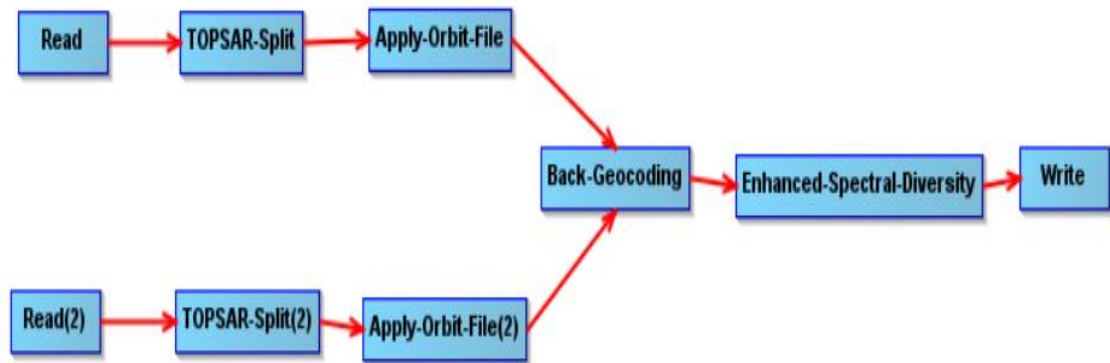 Read
TOPSAR-Split
Apply-Orbit-File
Back-Geocoding
Enhanced-Spectral-Diversity
Write
Read(2)
TOPSAR-Split(2)
Apply-Orbit-File(2)